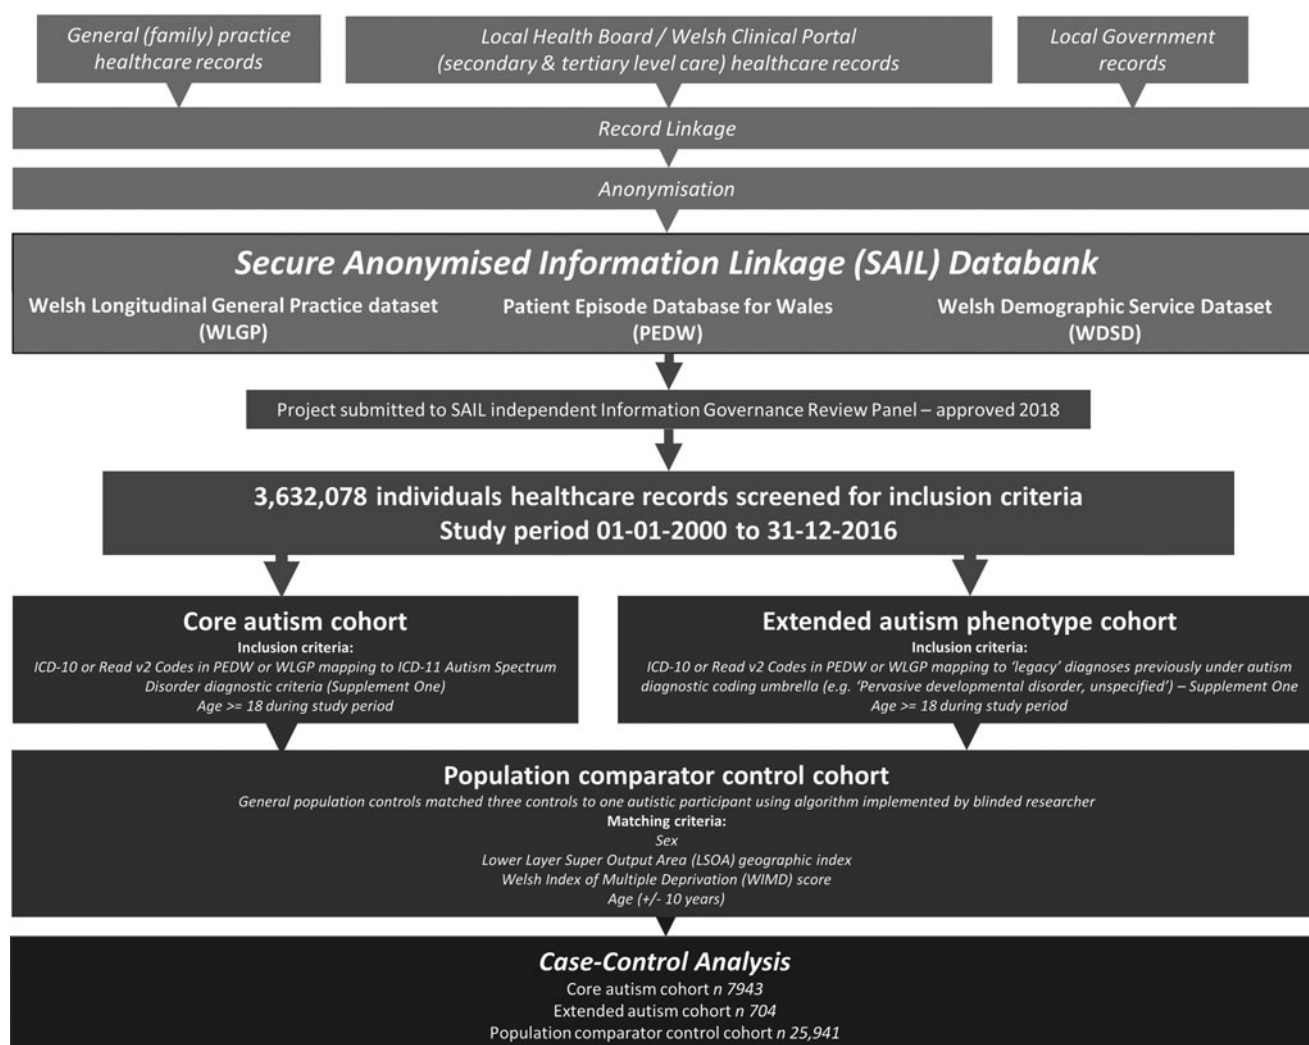 General (family) practice
healthcare records
Local Health Board / Welsh Clinical Portal
(secondary & tertiary level care) healthcare records
Local Government
records
Record Linkage
Anonymisation
Secure Anonymised Information Linkage (SAIL) Databank
Welsh Longitudinal General Practice dataset
(WLGP)
Patient Episode Database for Wales
(PEDW)
Welsh Demographic Service Dataset
(WDSD)
Project submitted to SAIL independent Information Governance Review Panel – approved 2018
3,632,078 individuals healthcare records screened for inclusion criteria
Study period 01-01-2000 to 31-12-2016
Core autism cohort
Inclusion criteria:
ICD-10 or Read v2 Codes in PEDW or WLGP mapping to ICD-11 Autism Spectrum
Disorder diagnostic criteria (Supplement One)
Age >= 18 during study period
Extended autism phenotype cohort
Inclusion criteria:
ICD-10 or Read v2 Codes in PEDW or WLGP mapping to ‘legacy’ diagnoses previously under autism
diagnostic coding umbrella (e.g. ‘Pervasive developmental disorder, unspecified’) – Supplement One
Age >= 18 during study period
Population comparator control cohort
General population controls matched three controls to one autistic participant using algorithm implemented by blinded researcher
Matching criteria:
Sex
Lower Layer Super Output Area (LSOA) geographic index
Welsh Index of Multiple Deprivation (WIMD) score
Age (+/- 10 years)
Case-Control Analysis
Core autism cohort n 7943
Extended autism cohort n 704
Population comparator control cohort n 25,941